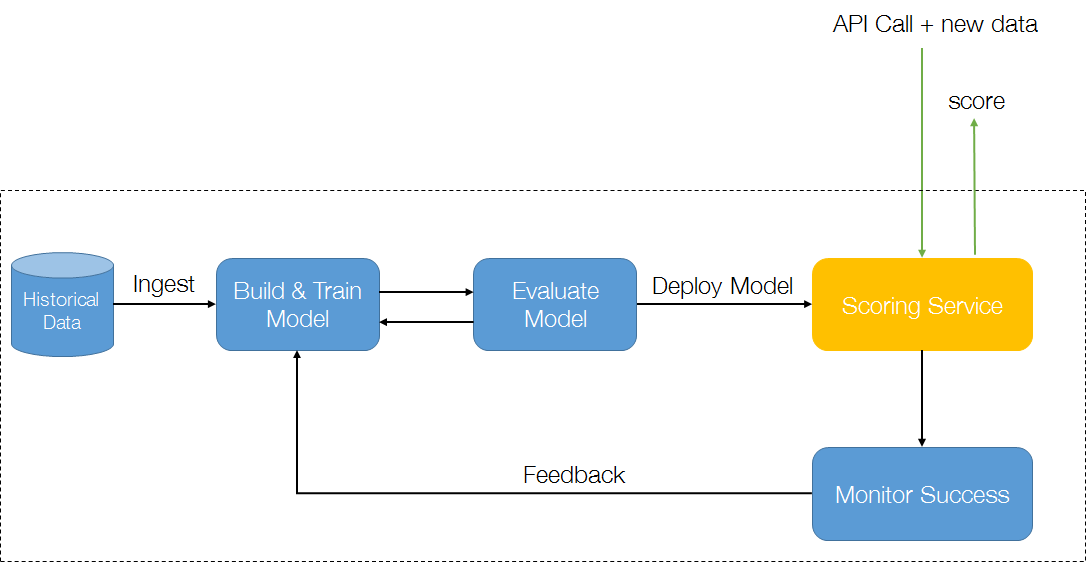 API Call + new data
score
Historical
Data
Ingest
Build & Train
Model
Evaluate
Model
Deploy Model
Scoring Service
Feedback
Monitor Success